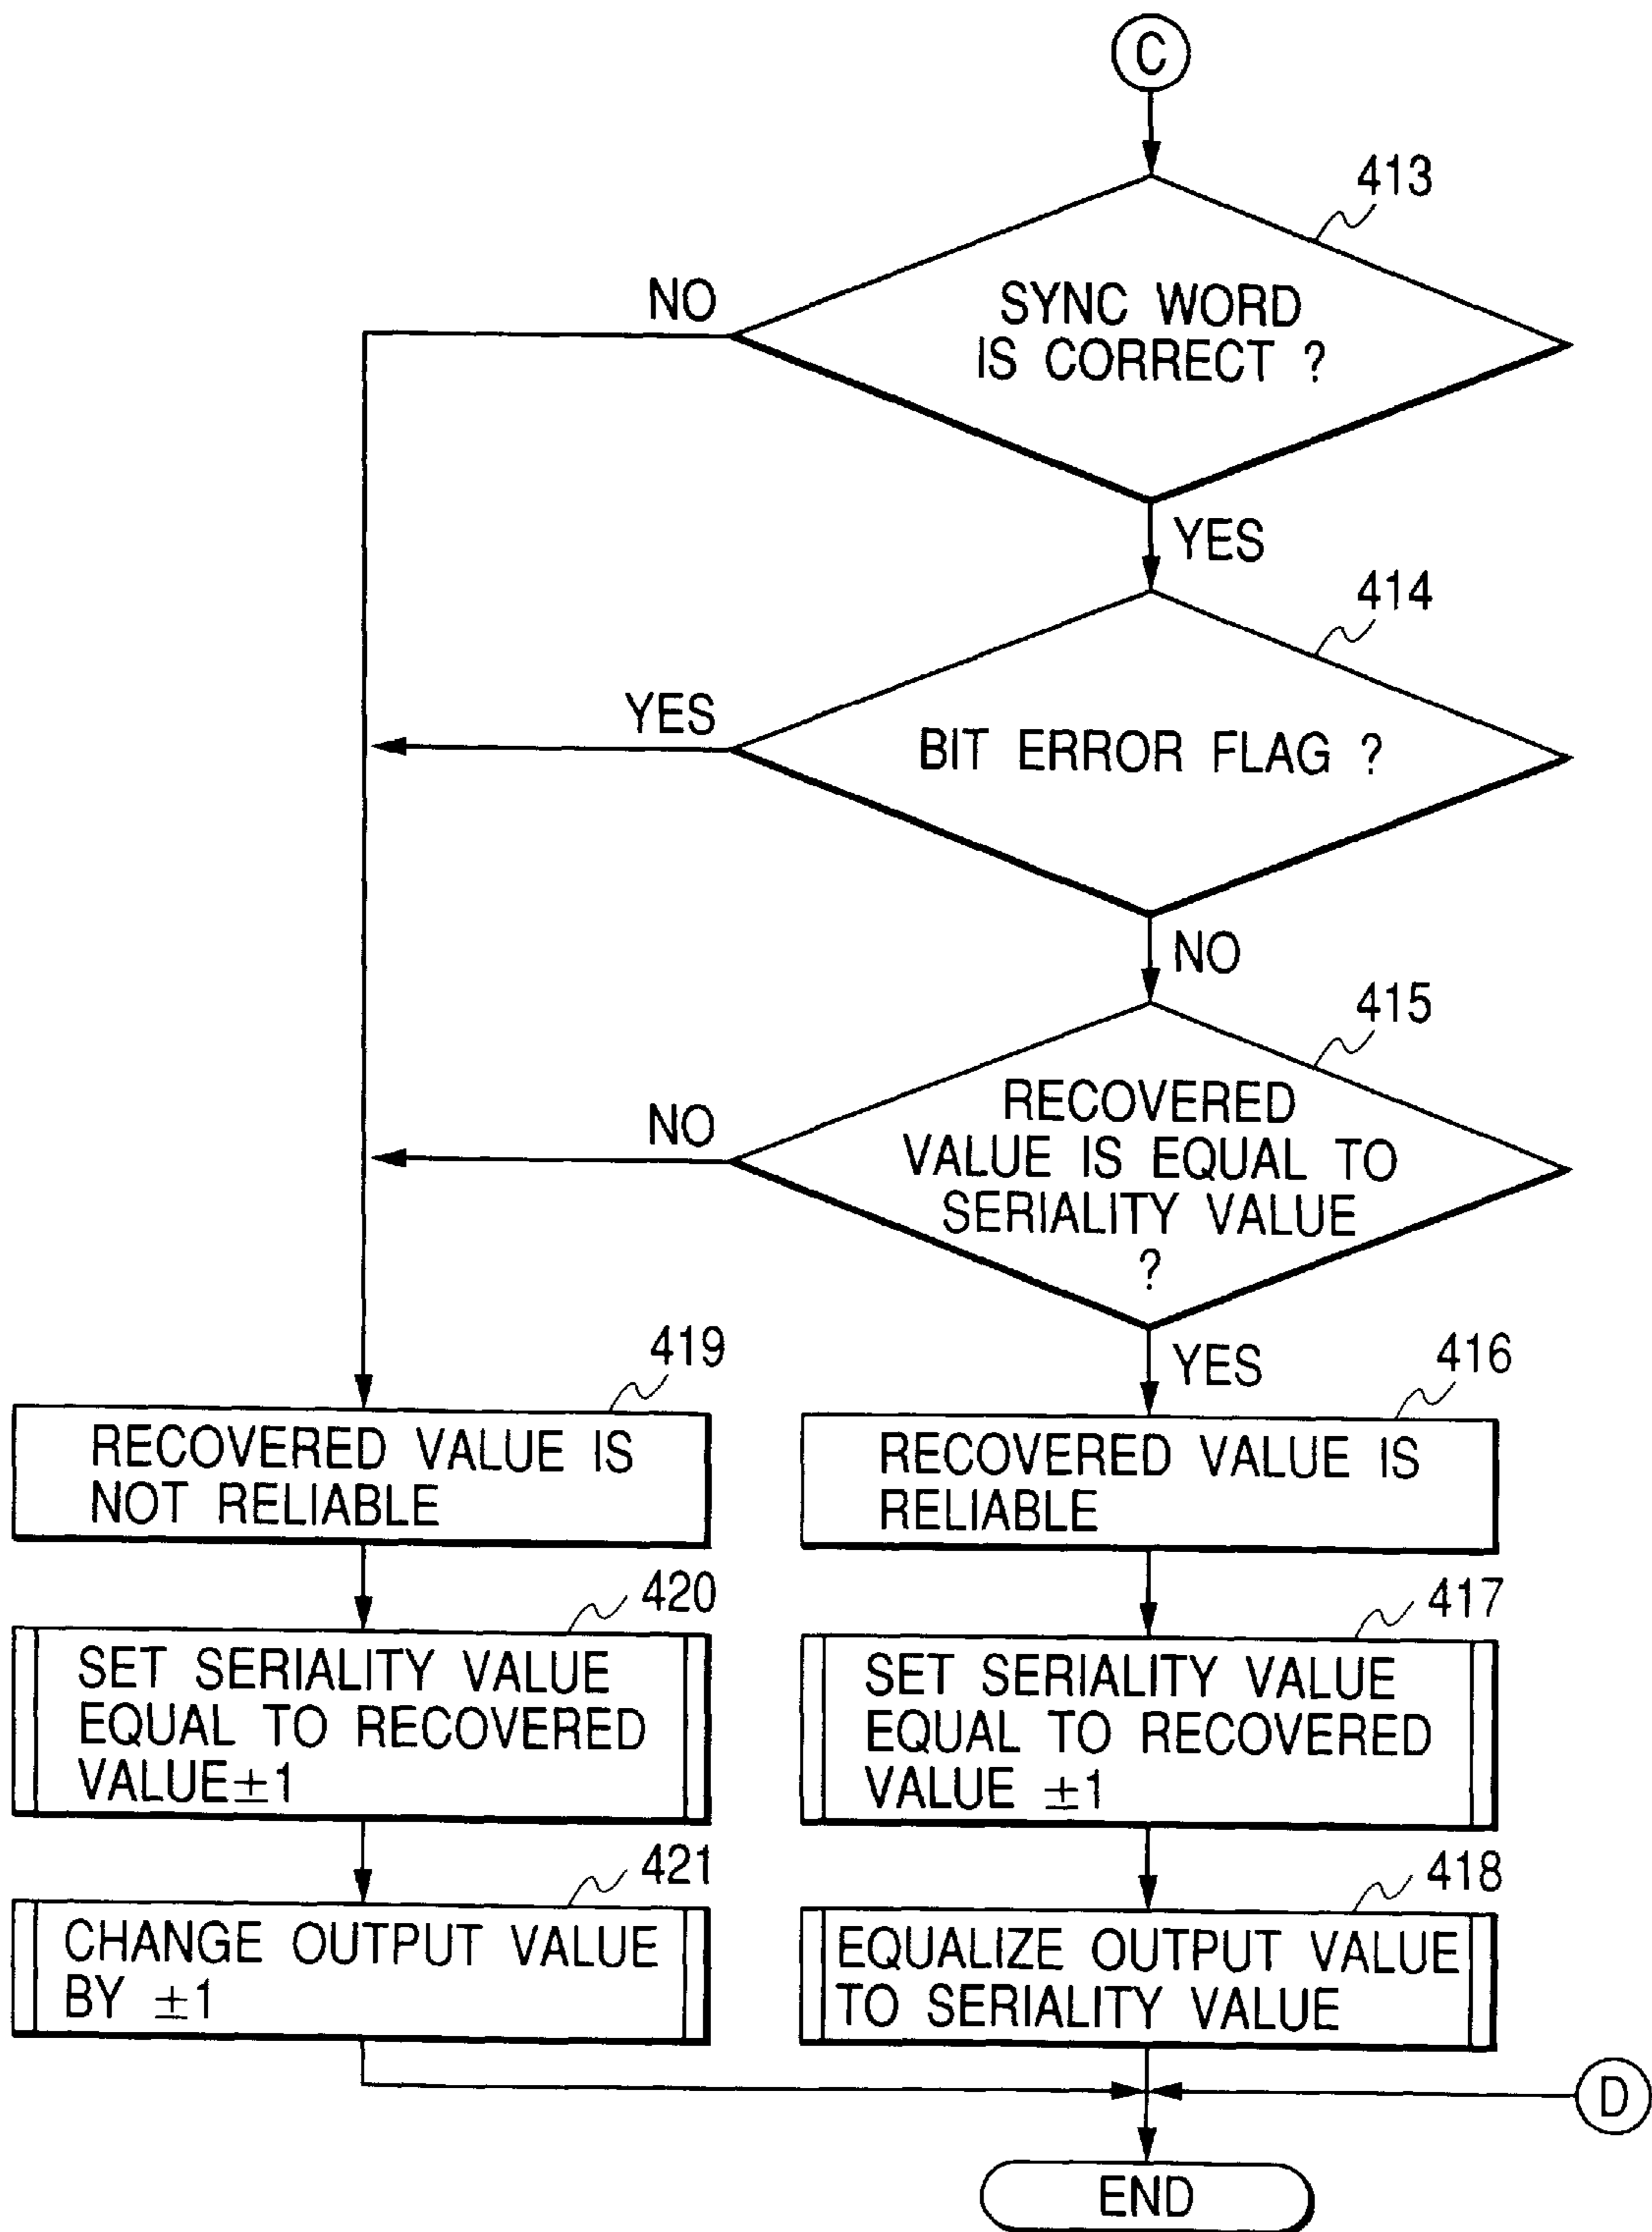 C
413
NO
SYNC WORD
IS CORRECT ?
YES
414
YES
BIT ERROR FLAG ?
NO
415
NO
RECOVERED
VALUE IS EQUAL TO
SERIALITY VALUE
?
YES
419
RECOVERED VALUE IS
NOT RELIABLE
416
RECOVERED VALUE IS
RELIABLE
420
SET SERIALITY VALUE
EQUAL TO RECOVERED
VALUE±1
417
SET SERIALITY VALUE
EQUAL TO RECOVERED
VALUE ±1
421
CHANGE OUTPUT VALUE
BY ±1
418
EQUALIZE OUTPUT VALUE
TO SERIALITY VALUE
D
END